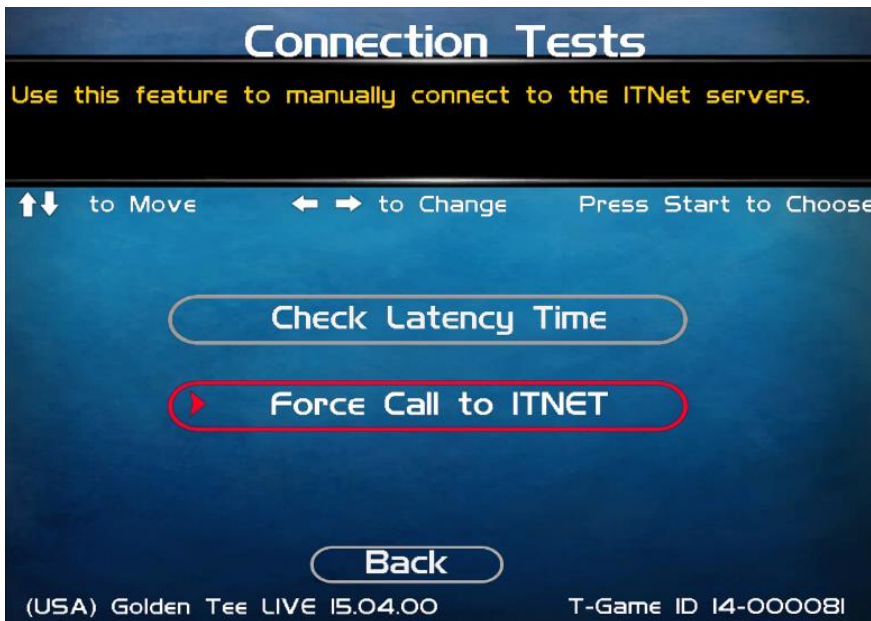 Connection Tests
Use this feature to manually connect to the ITNet servers.
to Move to Change Press Start to Choose
Check Latency Time
Force Call to ITNET
Back
(USA) Golden Tee LIVE 15.04.00 T-Game ID 14-000081